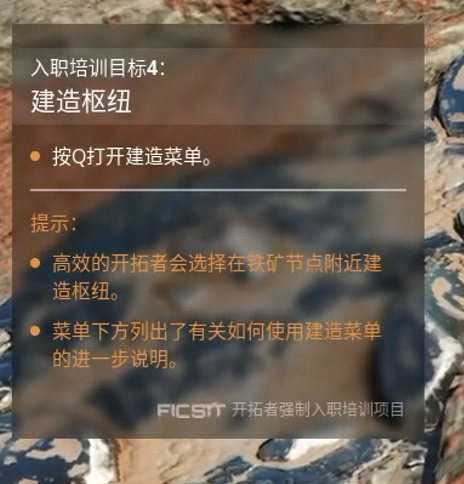 入职培训目标4：
建造枢纽
按Q打开建造菜单。
提示：
高效的开拓者会选择在铁矿节点附近建
造枢纽。
菜单下方列出了有关如何使用建造菜单
的进一步说明。
FICSIT 开拓者强制入职培训项目